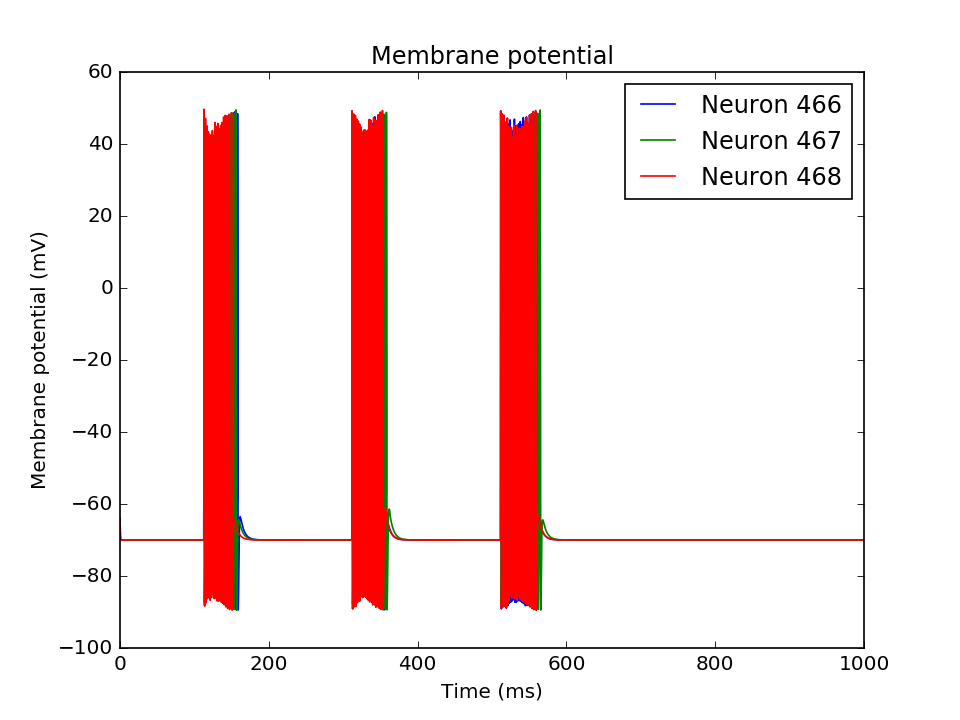 Membrane potential
Neuron 466
Neuron 467
Neuron 468
Membrane potential (mV)
60
40
20
0
−20
−40
−60
−80
−100
0 200 400 600 800 1000
Time (ms)